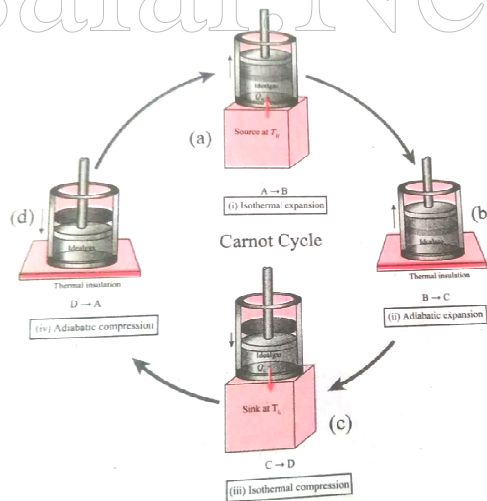 Ideal gas
Q
Source at T_H
(a)
A → B
(i) Isothermal expansion
(d)
Ideal gas
Thermal insulation
D → A
(iv) Adiabatic compression
Carnot Cycle
(b)
Ideal gas
Thermal insulation
B → C
(ii) Adiabatic expansion
Ideal gas
Q
Sink at T
(c)
C → D
(iii) Isothermal compression